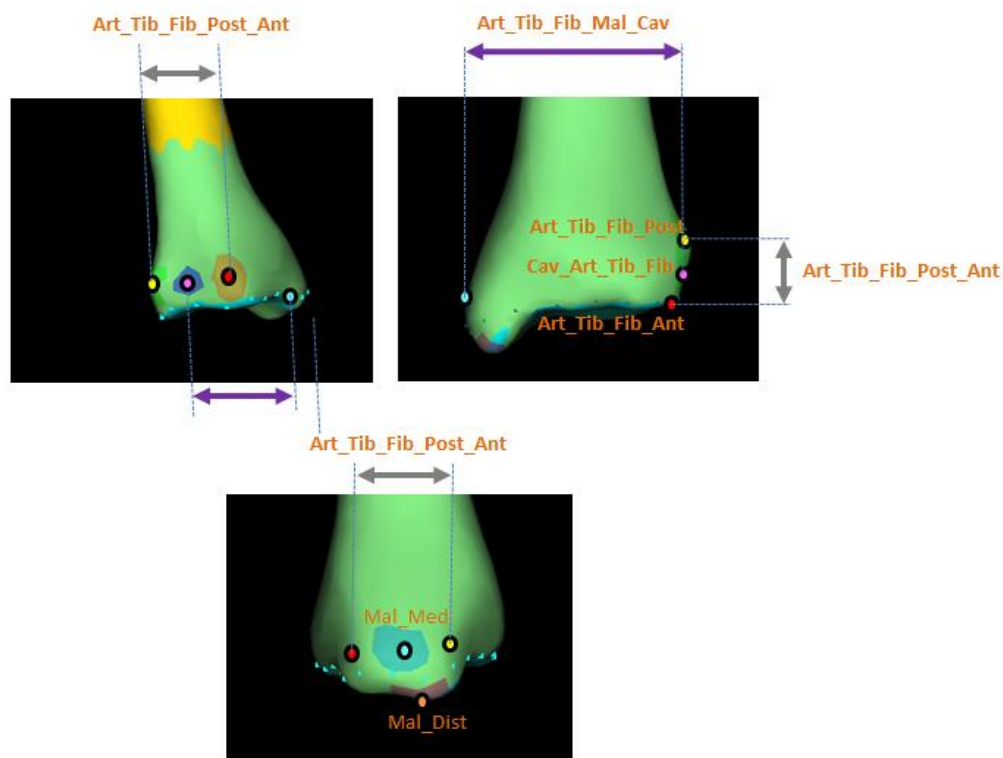 Art_Tib_Fib_Post_Ant
Art_Tib_Fib_Mal_Cav
Art_Tib_Fib_Post
Cav_Art_Tib_Fib
Art_Tib_Fib_Post_Ant
Art_Tib_Fib_Ant
Art_Tib_Fib_Post_Ant
Mal_Med
Mal_Dist